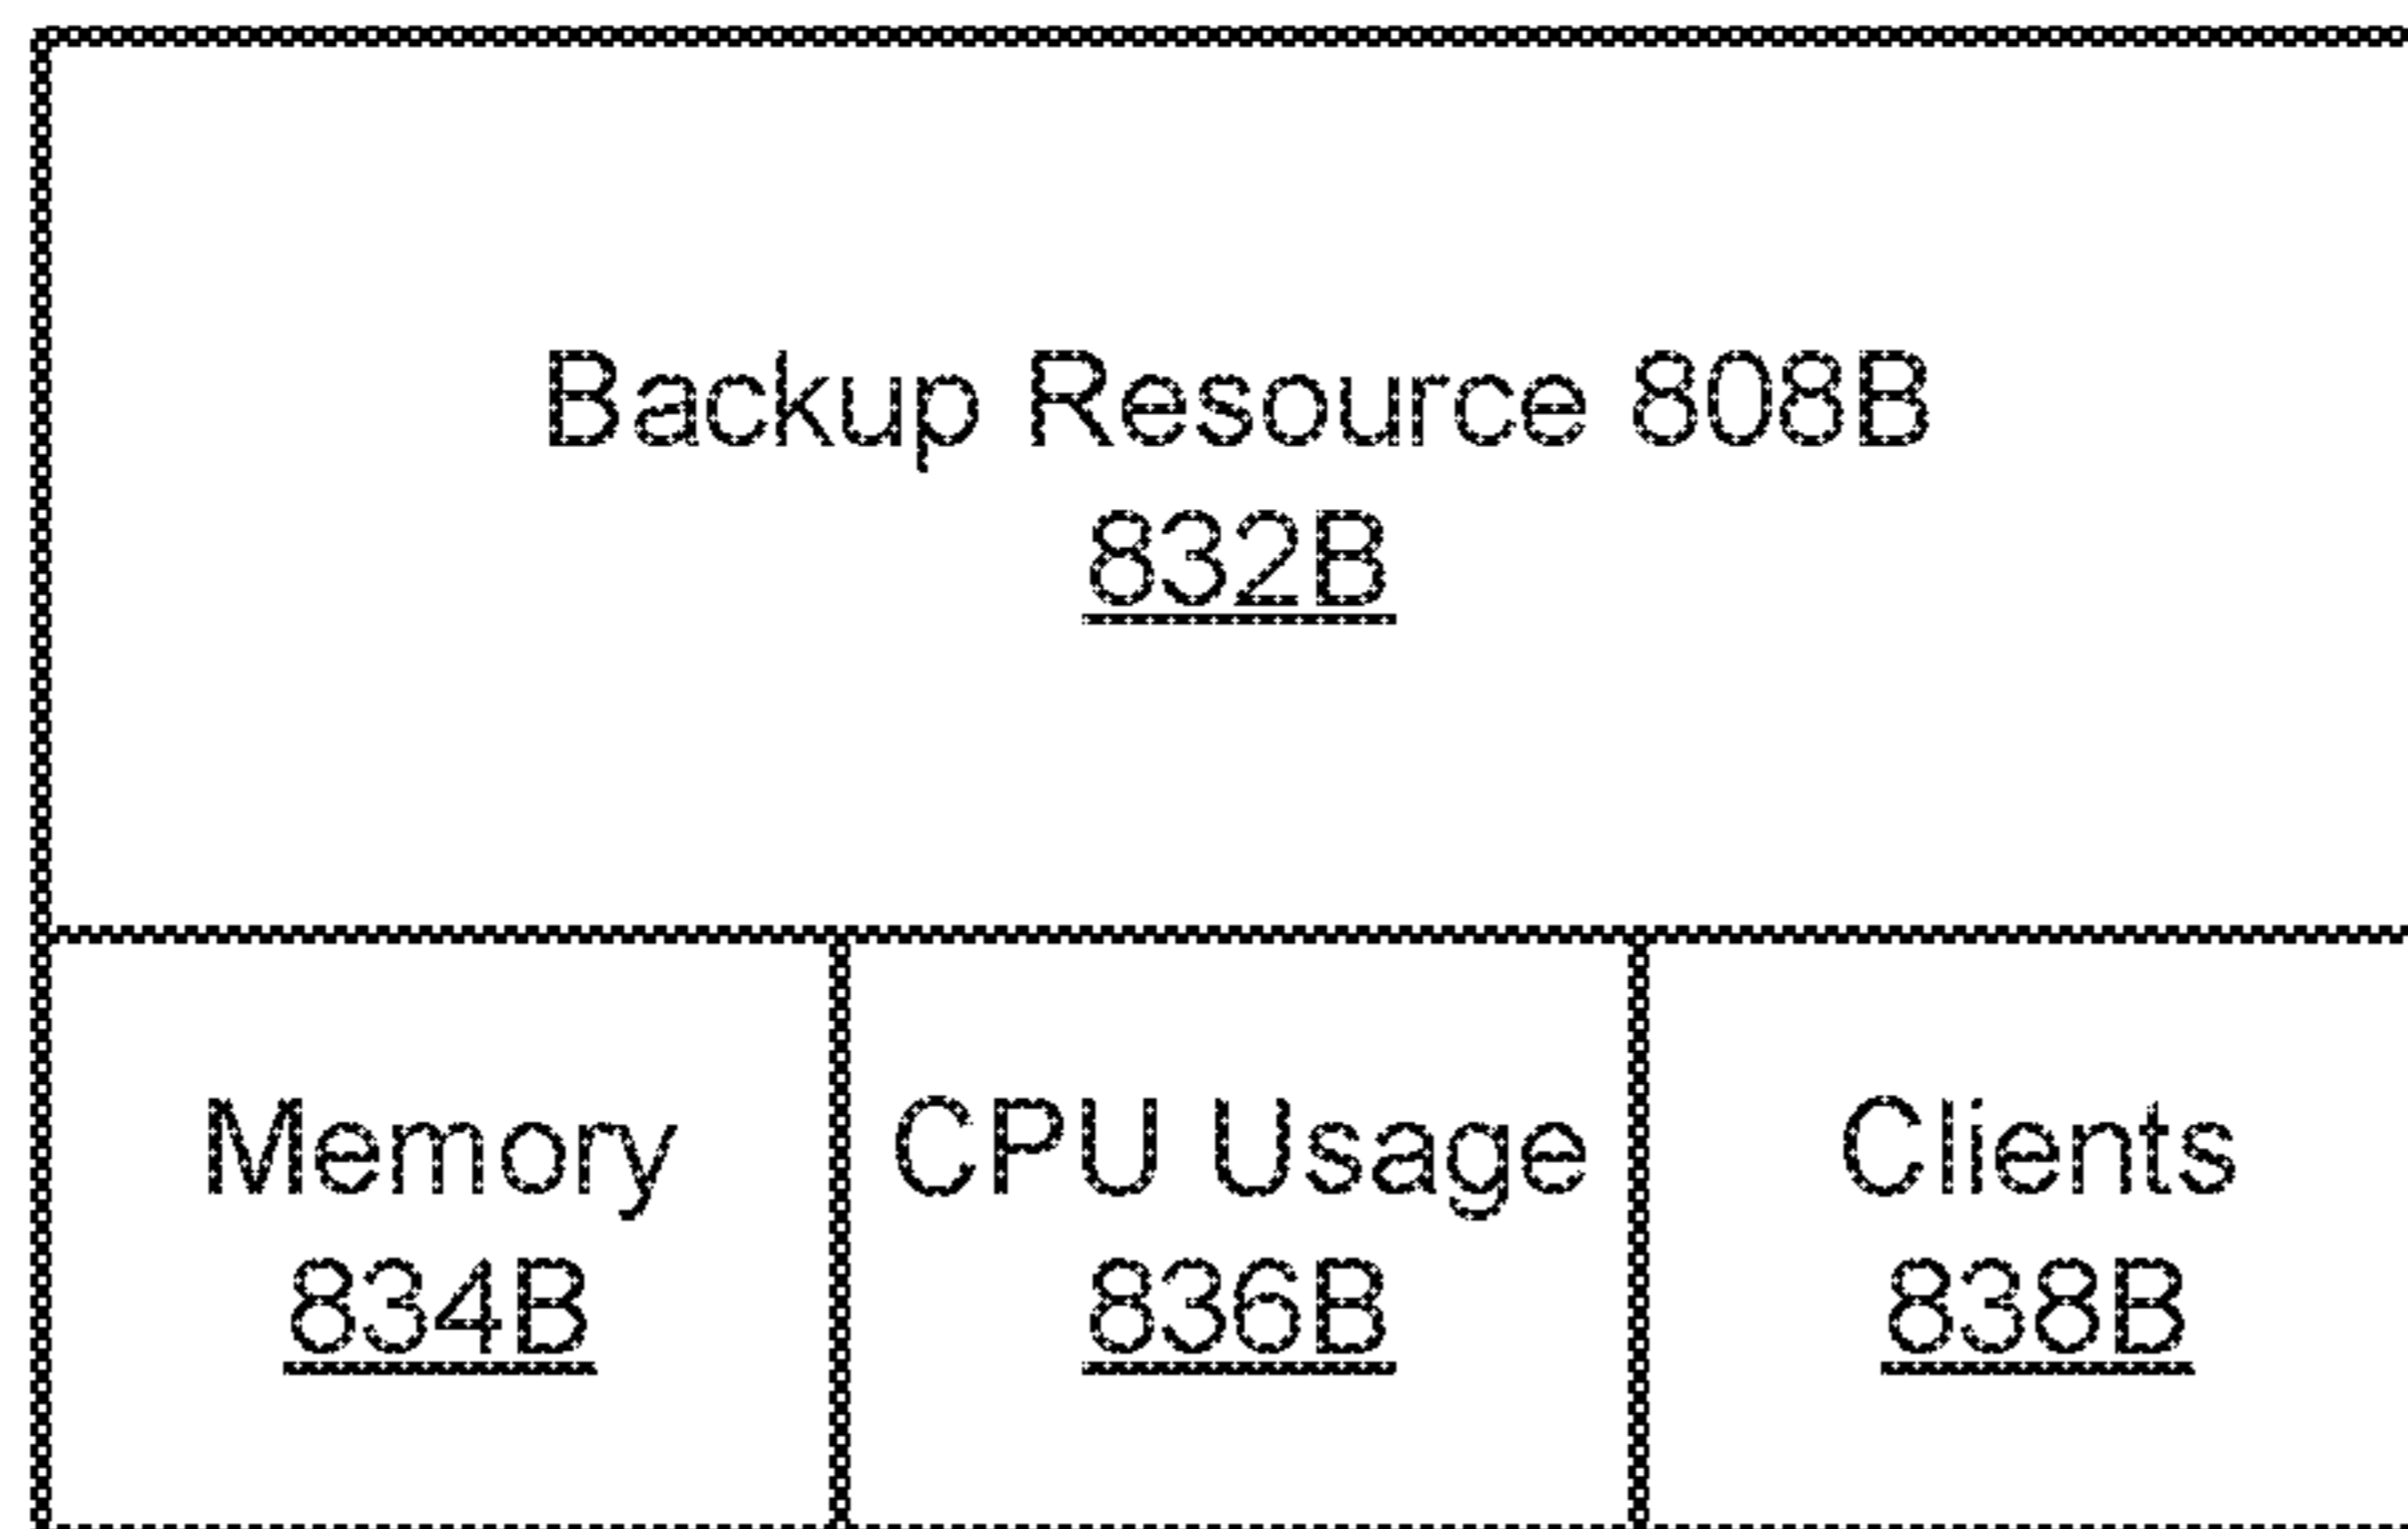 Backup Resource 808B
832B
Memory
834B
CPU Usage
836B
Clients
838B